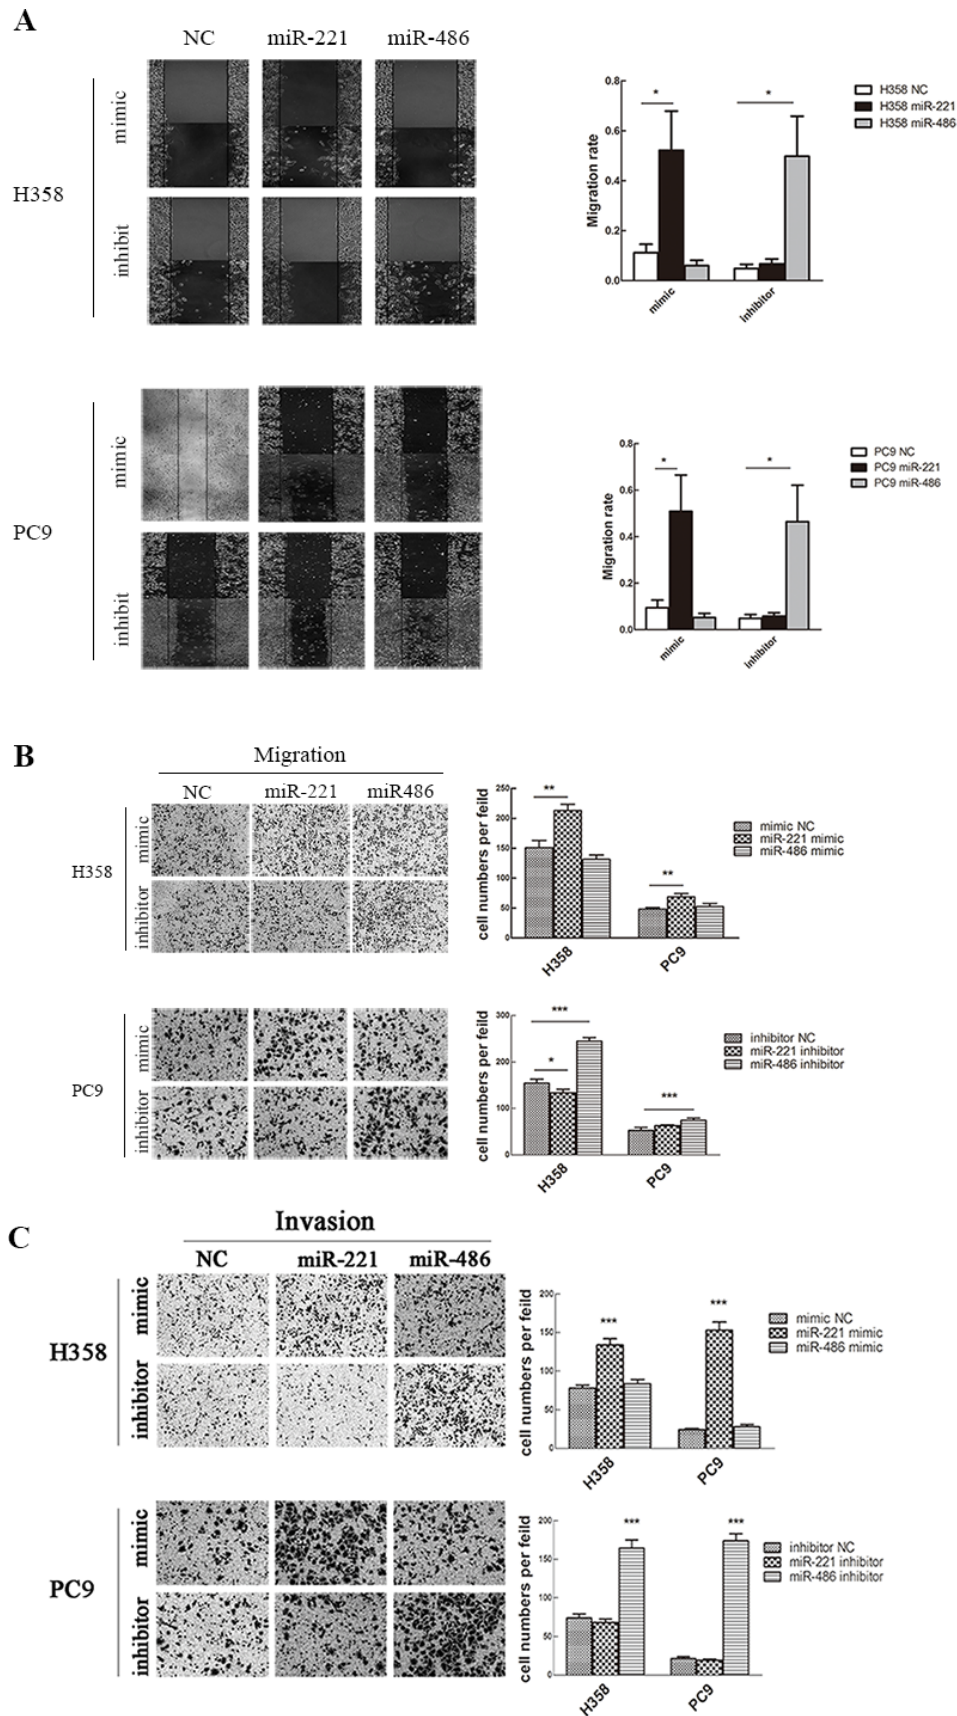 A
NC miR-221 miR-486
H358
mimic
inhibit
0.8
0.6
0.4
0.2
0.0
Migration rate
mimic
inhibitor
H358 NC
H358 miR-221
H358 miR-486
*
*
PC9
mimic
inhibit
0.8
0.6
0.4
0.2
0.0
Migration rate
mimic
inhibitor
PC9 NC
PC9 miR-221
PC9 miR-486
*
*
B
Migration
NC miR-221 miR486
H358
mimic
inhibitor
250
200
150
100
50
0
cell numbers per feild
H358
PC9
mimic NC
miR-221 mimic
miR-486 mimic
**
**
PC9
mimic
inhibitor
300
200
100
0
cell numbers per feild
H358
PC9
inhibitor NC
miR-221 inhibitor
miR-486 inhibitor
***
*
***
C
Invasion
NC miR-221 miR-486
H358
mimic
inhibitor
200
150
100
50
0
cell numbers per feild
H358
PC9
mimic NC
miR-221 mimic
miR-486 mimic
***
***
PC9
mimic
inhibitor
200
150
100
50
0
cell numbers per feild
H358
PC9
inhibitor NC
miR-221 inhibitor
miR-486 inhibitor
***
***